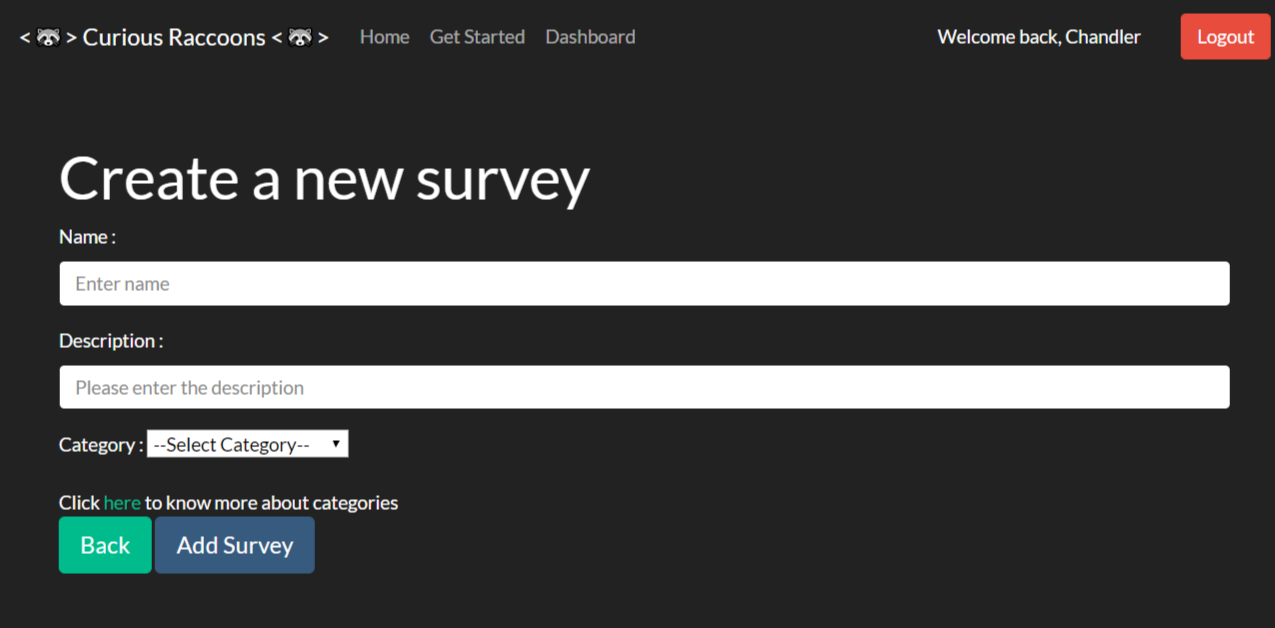 < 🦝 > Curious Raccoons < 🦝 > Home Get Started Dashboard Welcome back, Chandler Logout
Create a new survey
Name :
Enter name
Description :
Please enter the description
Category : --Select Category--
Click here to know more about categories
Back Add Survey